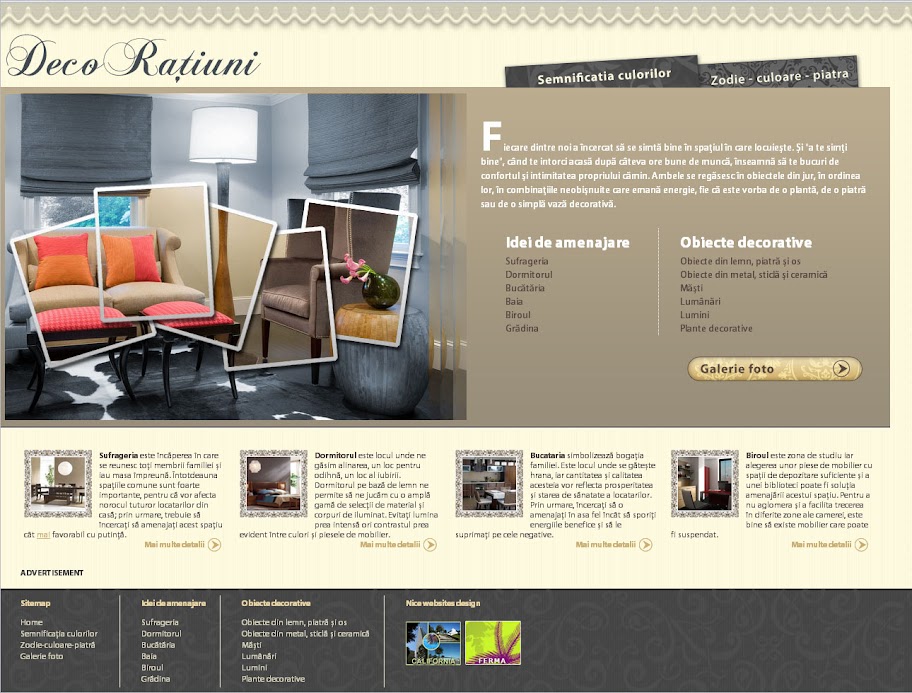 Deco Rațiuni
Semnificatia culorilor
Zodie - culoare - piatra
Fiecare dintre noi a încercat să se simtă bine în spațiul în care locuiește. Și 'a te simți
bine', când te intorci acasă după câteva ore bune de muncă, înseamnă să te bucuri de
confortul și intimitatea propriului cămin. Ambele se regăsesc în obiectele din jur, în ordinea
lor, în combinațiile neobișnuite care emană energie, fie că este vorba de o plantă, de o piatră
sau de o simplă vază decorativă.
Idei de amenajare
Sufrageria
Dormitorul
Bucătăria
Baia
Biroul
Grădina
Obiecte decorative
Obiecte din lemn, piatră și os
Obiecte din metal, sticlă și ceramică
Măști
Lumânări
Lumini
Plante decorative
Galerie foto
Sufrageria este încăperea în care
se reunesc toți membrii familiei și
iau masa împreună. Întotdeauna
spațiile comune sunt foarte
importante, pentru că vor afecta
norocul tuturor locatarilor din
casă; prin urmare, trebuie să
încercați să amenajați acest spațiu
cât mai favorabil cu putință.
Mai multe detalii
Dormitorul este locul unde ne
găsim alinarea, un loc pentru
odihnă, un loc al iubirii.
Dormitorul pe bază de lemn ne
permite să ne jucăm cu o amplă
gamă de selecții de material și
corpuri de iluminat. Evitați lumina
prea intensă ori contrastul prea
evident între culori și piesele de mobilier.
Mai multe detalii
Bucataria simbolizează bogația
familiei. Este locul unde se gătește
hrana, iar cantitatea și calitatea
acesteia vor reflecta prosperitatea
și starea de sănatate a locatarilor.
Prin urmare, încercați să o
amenajați în asa fel încât să sporiți
energiile benefice și să le
suprimați pe cele negative.
Mai multe detalii
Biroul este zona de studiu iar
alegerea unor piese de mobilier cu
spații de depozitare suficiente și a
unei biblioteci poate fi soluția
amenajării acestui spațiu. Pentru a
nu aglomera și a facilita trecerea
în diferite zone ale camerei, este
bine să existe mobilier care poate
fi suspendat.
Mai multe detalii
ADVERTISEMENT
Sitemap
Home
Semnificația culorilor
Zodie-culoare-piatră
Galerie foto
Idei de amenajare
Sufrageria
Dormitorul
Bucătăria
Baia
Biroul
Grădina
Obiecte decorative
Obiecte din lemn, piatră și os
Obiecte din metal, sticlă și ceramică
Măști
Lumânări
Lumini
Plante decorative
Nice websites design
CALIFORNIA
FERMA